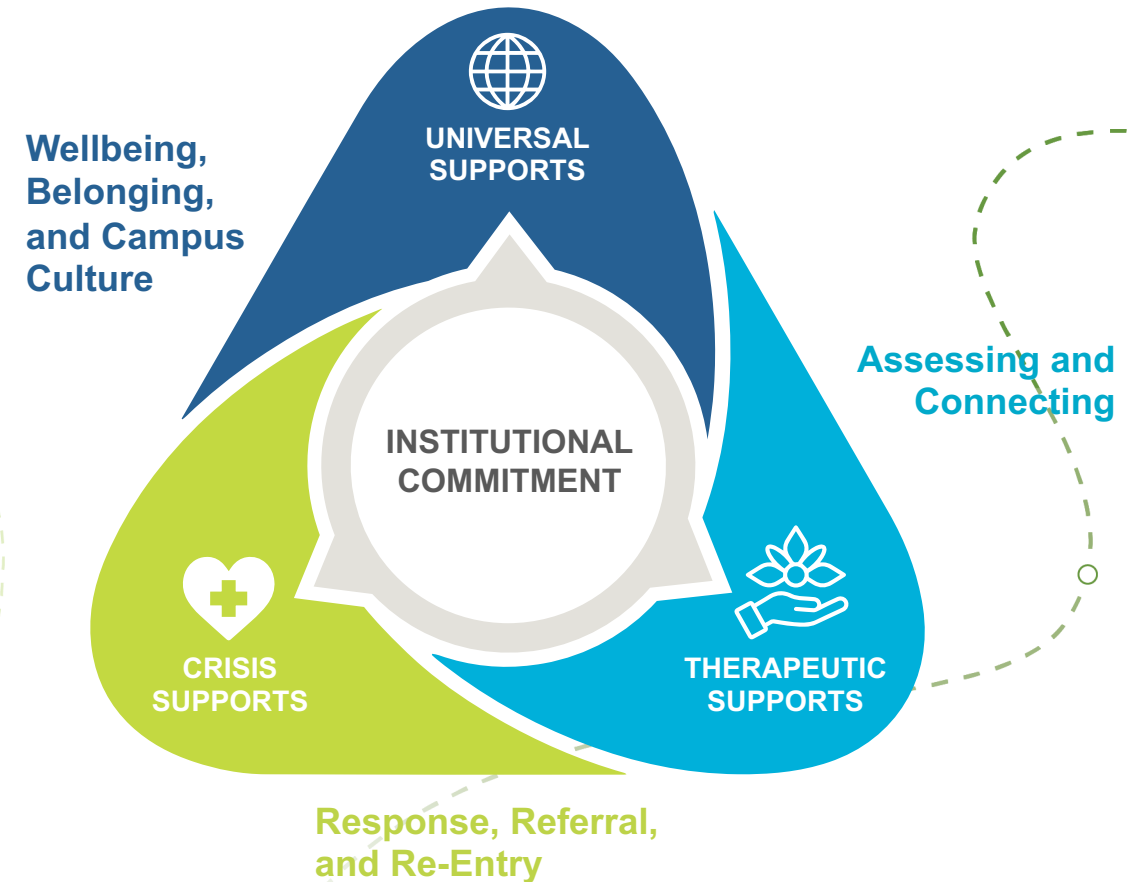 UNIVERSAL
SUPPORTS
Wellbeing,
Belonging,
and Campus
Culture
Assessing and
Connecting
INSTITUTIONAL
COMMITMENT
CRISIS
SUPPORTS
THERAPEUTIC
SUPPORTS
Response, Referral,
and Re-Entry